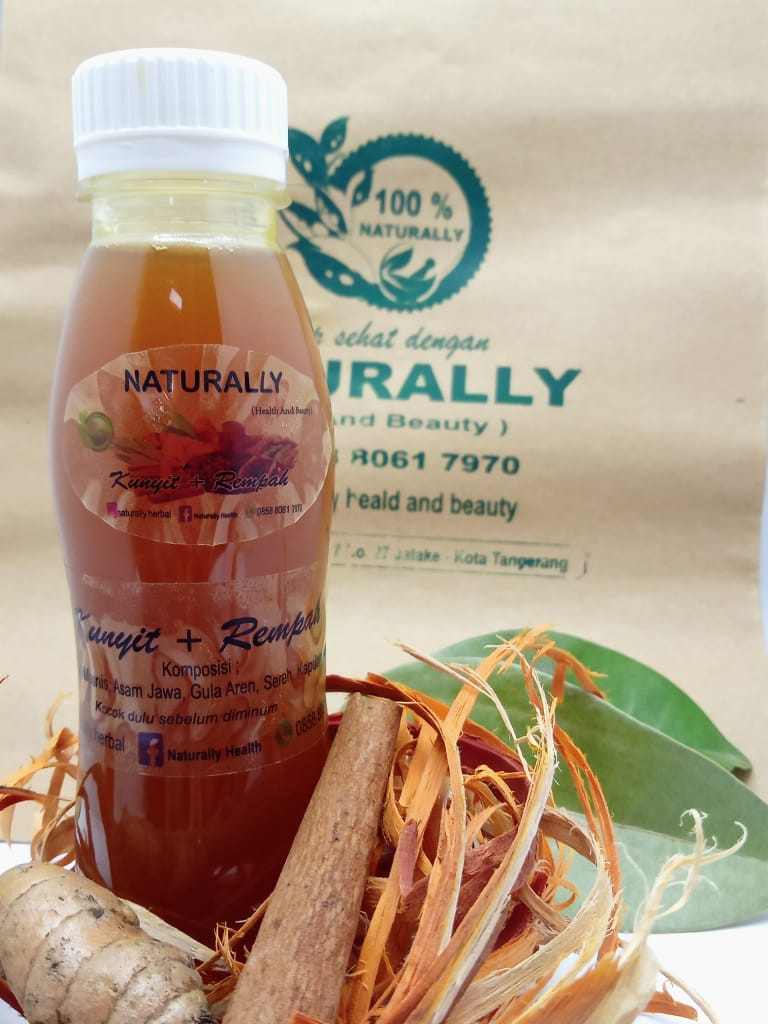 100 %
NATURALLY
sehat dengan
URALLY
And Beauty )
8061 7970
heald and beauty
27 Jatake - Kota Tangerang
NATURALLY
(Health And Beauty)
Kunyit + Rempah
naturally.herbal Naturally Health 0858 8061 7970
Kunyit + Rempah
Komposisi :
Asam Jawa, Gula Aren, Sereh,
Kocok dulu sebelum diminum
herbal Naturally Health 0858